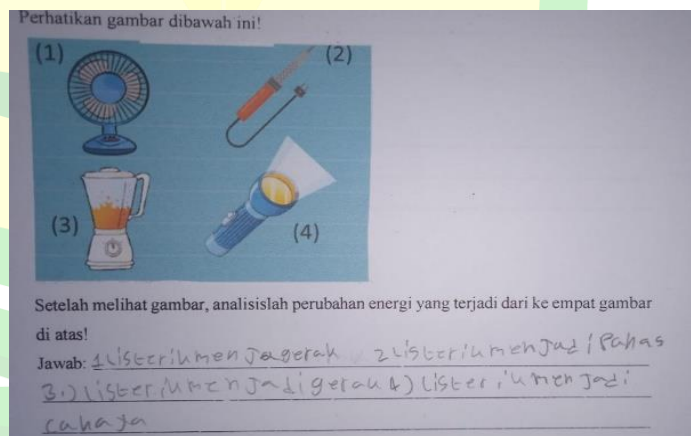 Perhatikan gambar dibawah ini!
(1) (2)
(3) (4)
Setelah melihat gambar, analisislah perubahan energi yang terjadi dari ke empat gambar
di atas!
Jawab: 1 Listerik menjagerak 2 Listerik menjadi Panas
3.) Listerik menjadi gerak 4) Listerik menjadi
cahaya